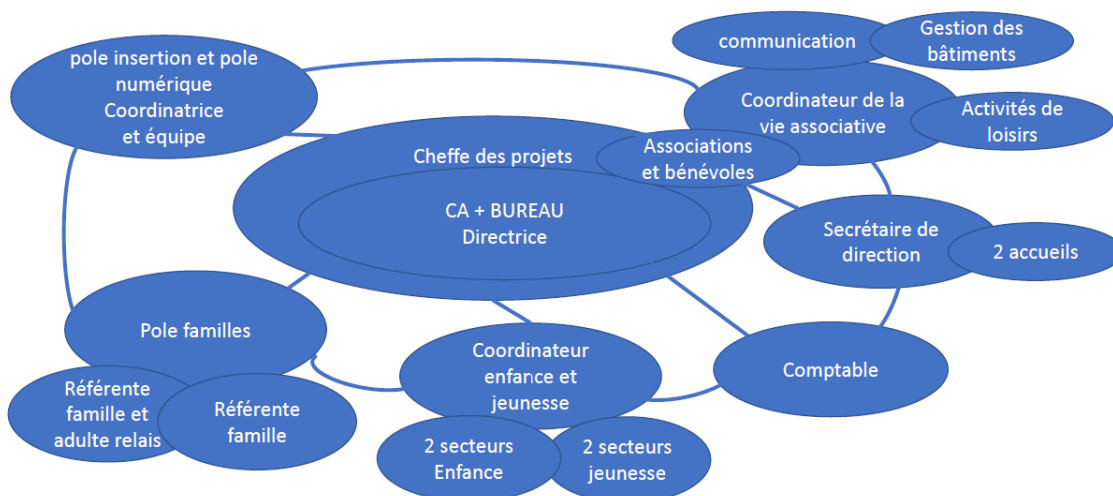 pole insertion et pole
numérique
Coordinatrice
et équipe
communication
Gestion des
bâtiments
Coordinateur de la
vie associative
Activités de
loisirs
Cheffe des projets
Associations
et bénévoles
CA + BUREAU
Directrice
Secrétaire de
direction
2 accueils
Pole familles
Référente
famille et
adulte relais
Référente
famille
Coordinateur
enfance et
jeunesse
2 secteurs
Enfance
2 secteurs
jeunesse
Comptable